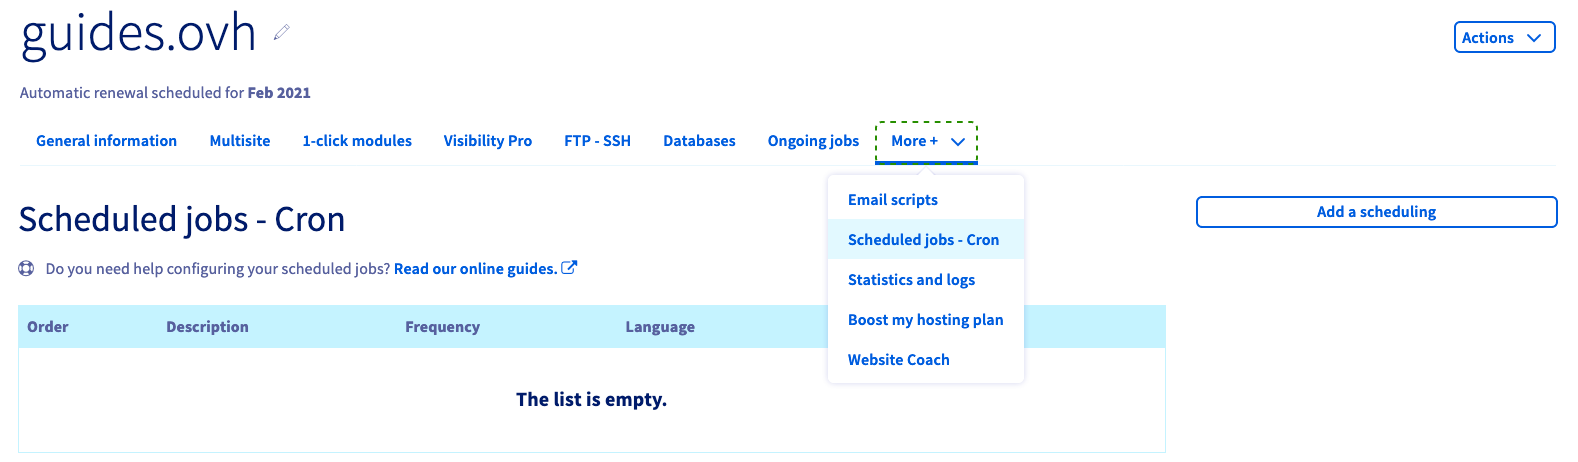 guides.ovh
Actions
Automatic renewal scheduled for Feb 2021
General information Multisite 1-click modules Visibility Pro FTP - SSH Databases Ongoing jobs More +
Email scripts
Scheduled jobs - Cron
Statistics and logs
Boost my hosting plan
Website Coach
Scheduled jobs - Cron
Add a scheduling
Do you need help configuring your scheduled jobs? Read our online guides.
Order Description Frequency Language
The list is empty.